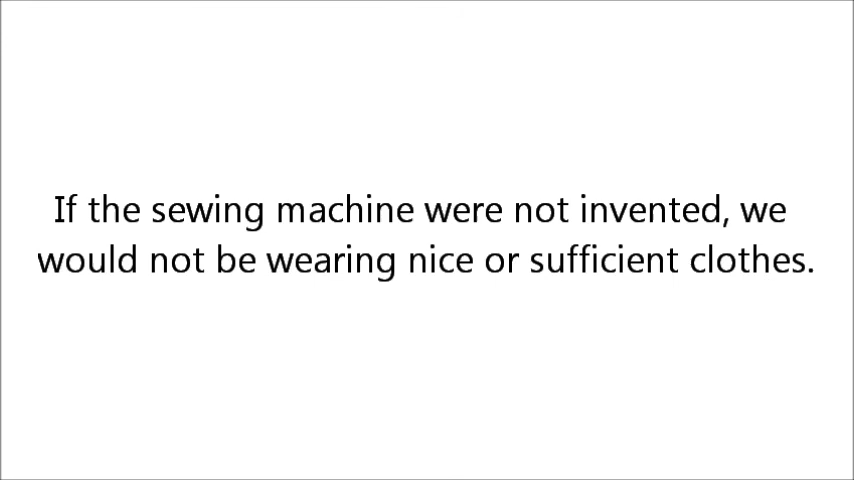 If the sewing machine were not invented, we
would not be wearing nice or sufficient clothes.